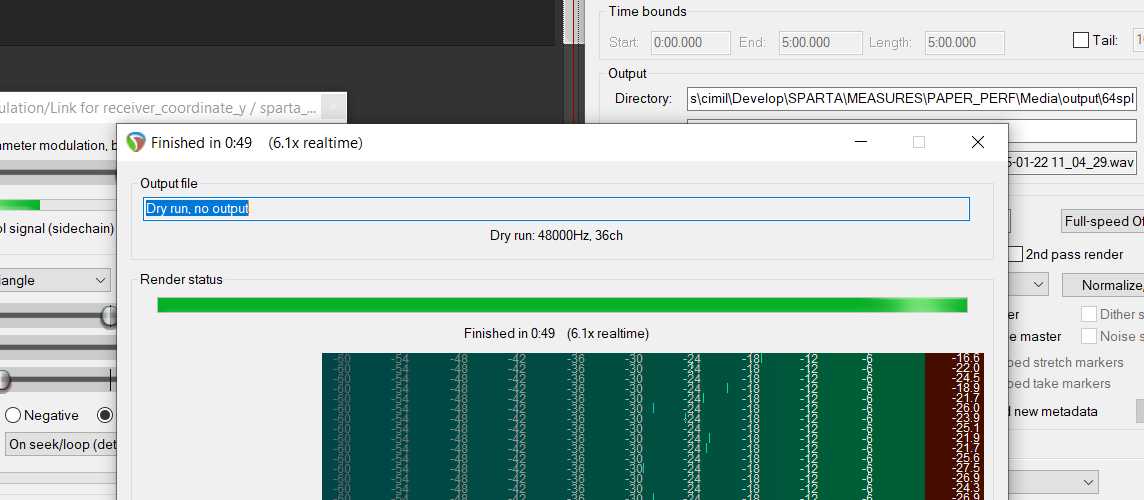 Time bounds
Start: 0:00.000 End: 5:00.000 Length: 5:00.000 Tail:
Output
Directory: s\cimil\Develop\SPARTA\MEASURES\PAPER_PERF\Media\output\64spl
ulation/Link for receiver_coordinate_y / sparta_...
ameter modulation, b
Finished in 0:49 (6.1x realtime)
5-01-22 11_04_29.wav
Output file
Dry run, no output
Dry run: 48000Hz, 36ch
ol signal (sidechain)
Full-speed Of
2nd pass render
Render status
angle
Normalize,
Finished in 0:49 (6.1x realtime)
er Dither s
e master Noise s
ped stretch markers
ped take markers
d new metadata
Negative
On seek/loop (det
-60 -54 -48 -42 -36 -30 -24 -18 -12 -6 -16.6
-60 -54 -48 -42 -36 -30 -24 -18 -12 -6 -22.0
-60 -54 -48 -42 -36 -30 -24 -18 -12 -6 -24.5
-60 -54 -48 -42 -36 -30 -24 -18 -12 -6 -18.9
-60 -54 -48 -42 -36 -30 -24 -18 -12 -6 -21.7
-60 -54 -48 -42 -36 -30 -24 -18 -12 -6 -26.0
-60 -54 -48 -42 -36 -30 -24 -18 -12 -6 -23.9
-60 -54 -48 -42 -36 -30 -24 -18 -12 -6 -25.1
-60 -54 -48 -42 -36 -30 -24 -18 -12 -6 -21.9
-60 -54 -48 -42 -36 -30 -24 -18 -12 -6 -21.7
-60 -54 -48 -42 -36 -30 -24 -18 -12 -6 -25.6
-60 -54 -48 -42 -36 -30 -24 -18 -12 -6 -27.5
-60 -54 -48 -42 -36 -30 -24 -18 -12 -6 -26.9
-60 -54 -48 -42 -36 -30 -24 -18 -12 -6 -24.3
-60 -54 -48 -42 -36 -30 -24 -18 -12 -6 -26.9